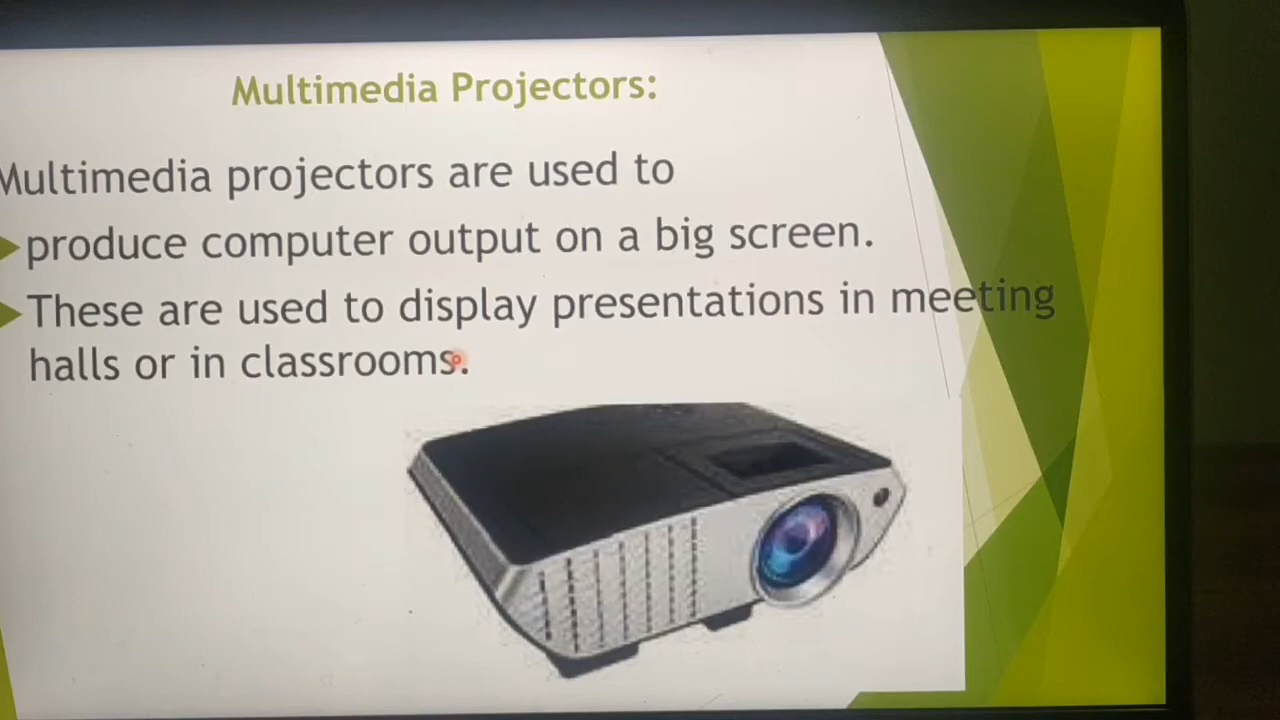 Multimedia Projectors:
Multimedia projectors are used to
produce computer output on a big screen.
These are used to display presentations in meeting
halls or in classrooms.